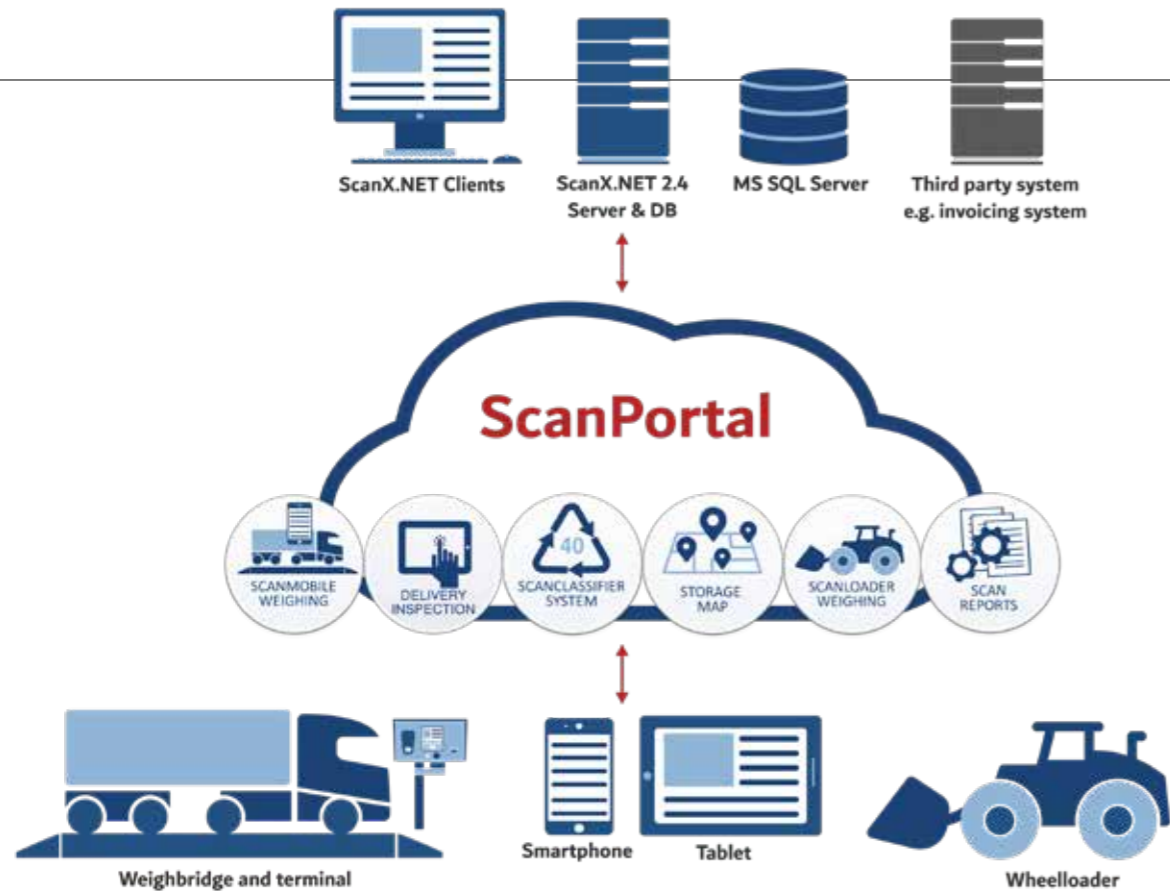 ScanX.NET Clients
ScanX.NET 2.4
Server & DB
MS SQL Server
Third party system
e.g. invoicing system
ScanPortal
SCANMOBILE
WEIGHING
DELIVERY
INSPECTION
40
SCANCLASSIFIER
SYSTEM
STORAGE
MAP
SCANLOADER
WEIGHING
SCAN
REPORTS
Weighbridge and terminal
Smartphone
Tablet
Wheelloader